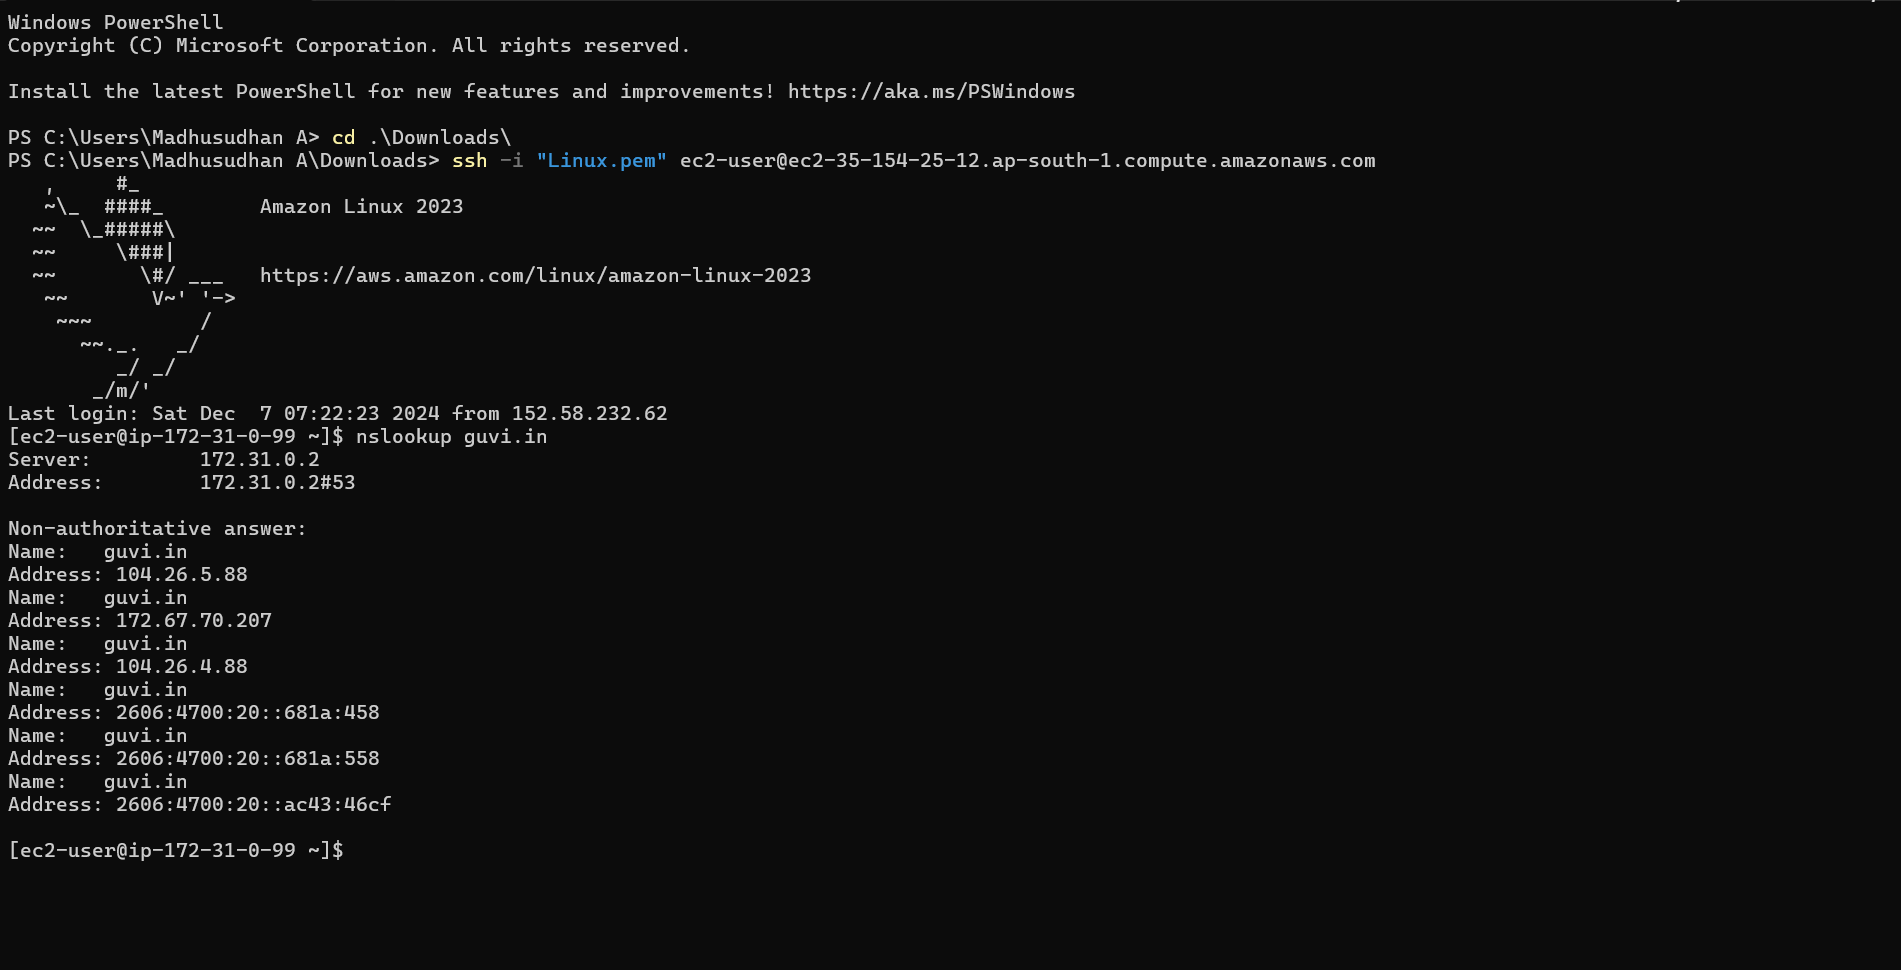 Windows PowerShell
Copyright (C) Microsoft Corporation. All rights reserved.

Install the latest PowerShell for new features and improvements! https://aka.ms/PSWindows

PS C:\Users\Madhusudhan A> cd .\Downloads\
PS C:\Users\Madhusudhan A\Downloads> ssh -i "Linux.pem" ec2-user@ec2-35-154-25-12.ap-south-1.compute.amazonaws.com
   ,     #_
   ~\_  ####_        Amazon Linux 2023
  ~~  \_#####\
  ~~     \###|
  ~~       \#/ ___   https://aws.amazon.com/linux/amazon-linux-2023
   ~~       V~' '->
    ~~~         /
      ~~._.   _/
         _/ _/
       _/m/'
Last login: Sat Dec  7 07:22:23 2024 from 152.58.232.62
[ec2-user@ip-172-31-0-99 ~]$ nslookup guvi.in
Server:         172.31.0.2
Address:        172.31.0.2#53

Non-authoritative answer:
Name:   guvi.in
Address: 104.26.5.88
Name:   guvi.in
Address: 172.67.70.207
Name:   guvi.in
Address: 104.26.4.88
Name:   guvi.in
Address: 2606:4700:20::681a:458
Name:   guvi.in
Address: 2606:4700:20::681a:558
Name:   guvi.in
Address: 2606:4700:20::ac43:46cf

[ec2-user@ip-172-31-0-99 ~]$